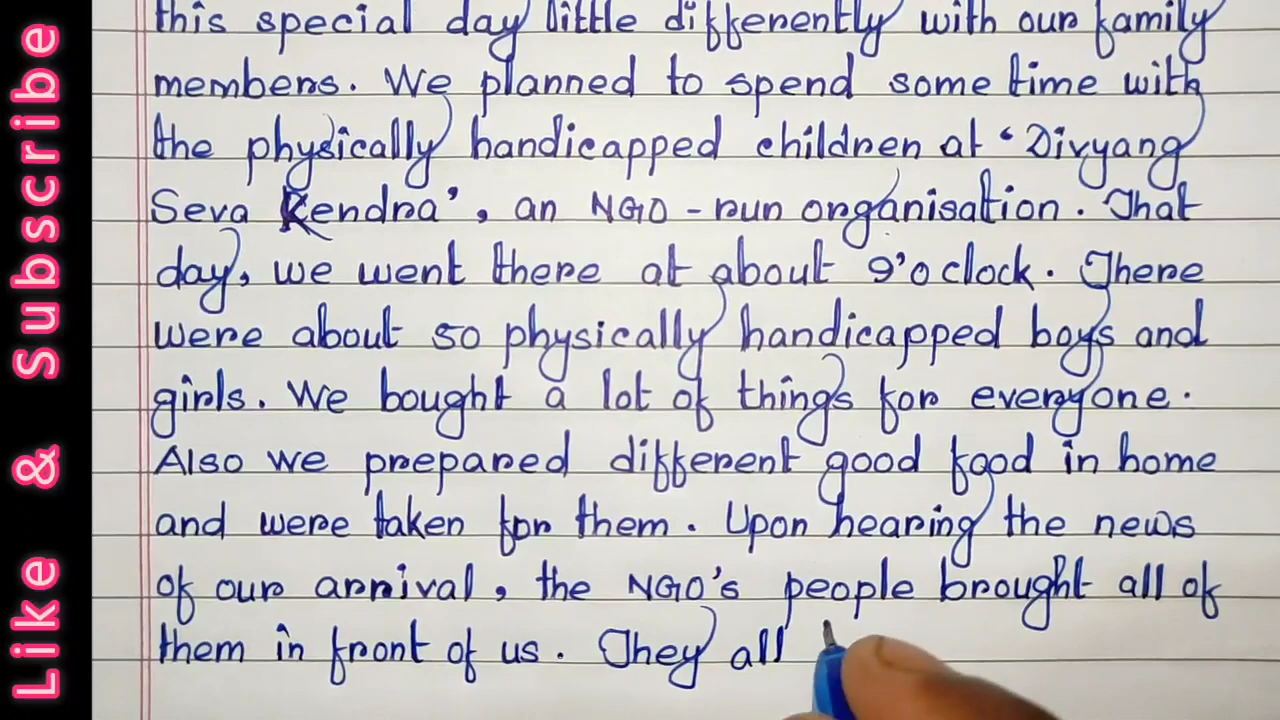 this special day little differently with our family
members. We planned to spend some time with
the physically handicapped children at ‘Divyang
Seva Kendra’, an NGO - run organisation. That
day, we went there at about 9’o clock. There
were about 50 physically handicapped boys and
girls. We bought a lot of things for everyone.
Also we prepared different good food in home
and were taken for them. Upon hearing the news
of our arrival, the NGO’s people brought all of
them in front of us. They all
Like & Subscribe